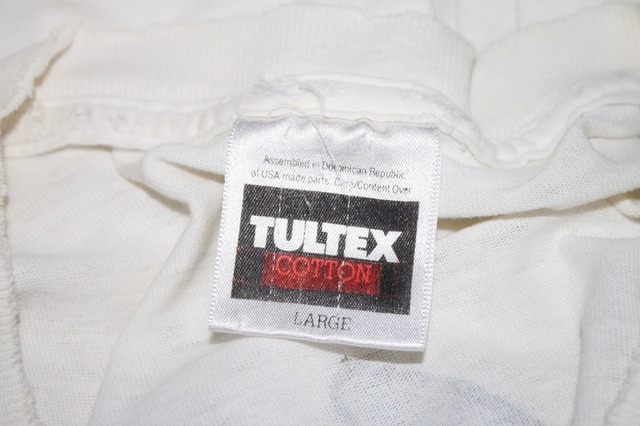 Assembled in Dominican Republic
of USA made parts. Care/Content Over
TULTEX
COTTON
LARGE